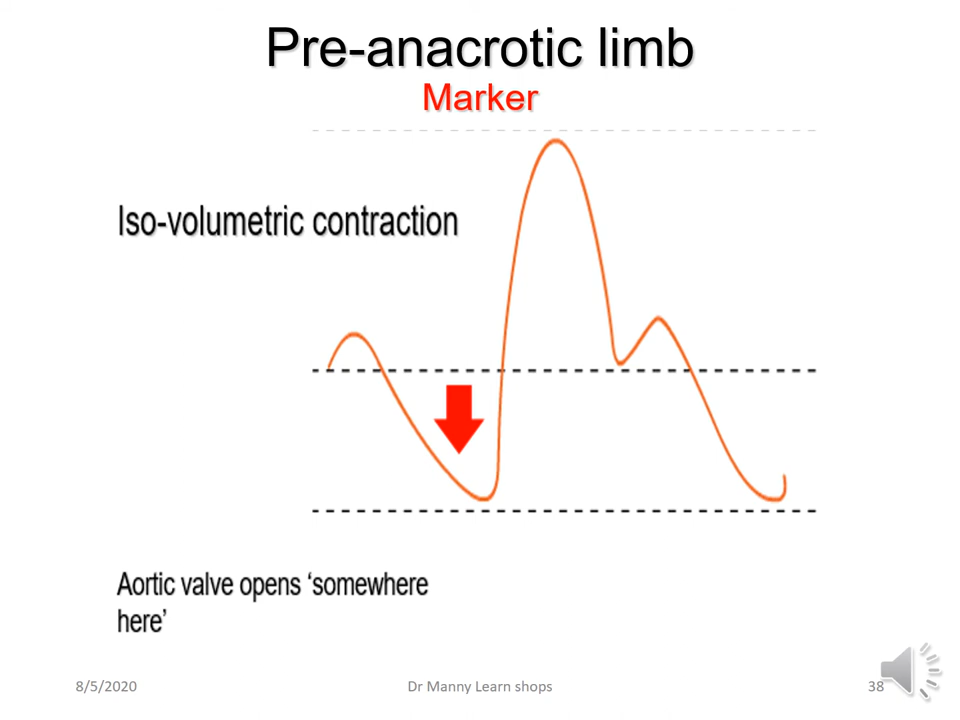 Pre-anacrotic limb
Marker
Iso-volumetric contraction
Aortic valve opens ‘somewhere
here’
8/5/2020
Dr Manny Learn shops
38